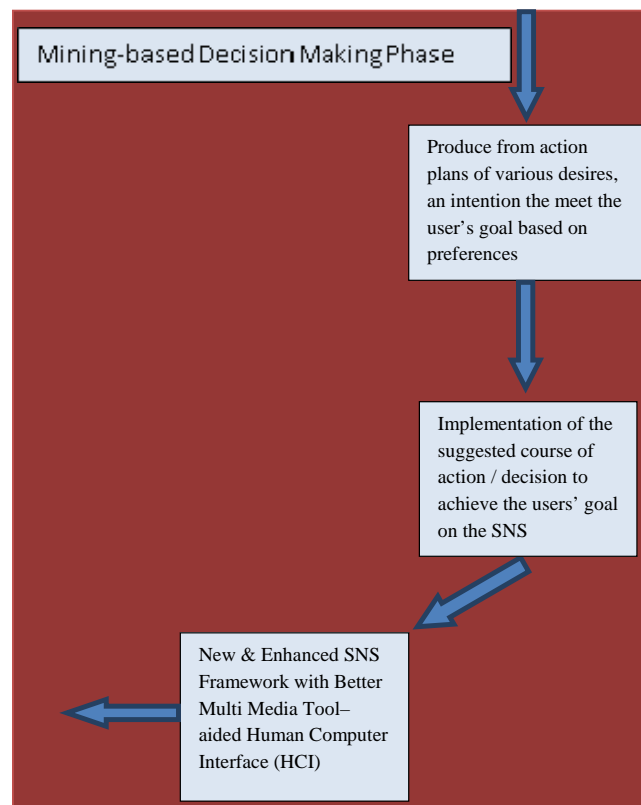 Mining-based Decision Making Phase
Produce from action
plans of various desires,
an intention the meet the
user’s goal based on
preferences
Implementation of the
suggested course of
action / decision to
achieve the users’ goal
on the SNS
New & Enhanced SNS
Framework with Better
Multi Media Tool–
aided Human Computer
Interface (HCI)